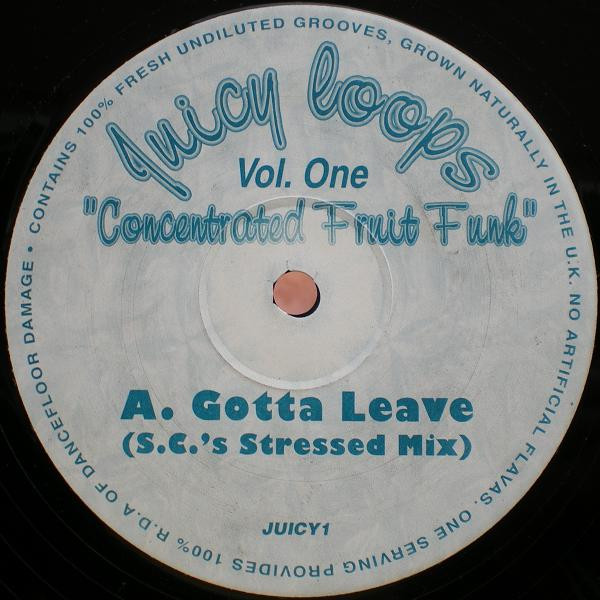 Juicy Loops
Vol. One
"Concentrated Fruit Funk"
A. Gotta Leave
(S.C.'s Stressed Mix)
JUICY1
• CONTAINS 100% FRESH UNDILUTED GROOVES, GROWN NATURALLY IN THE U.K. NO ARTIFICIAL FLAVAS. ONE SERVING PROVIDES 100% R.D.A OF DANCEFLOOR DAMAGE